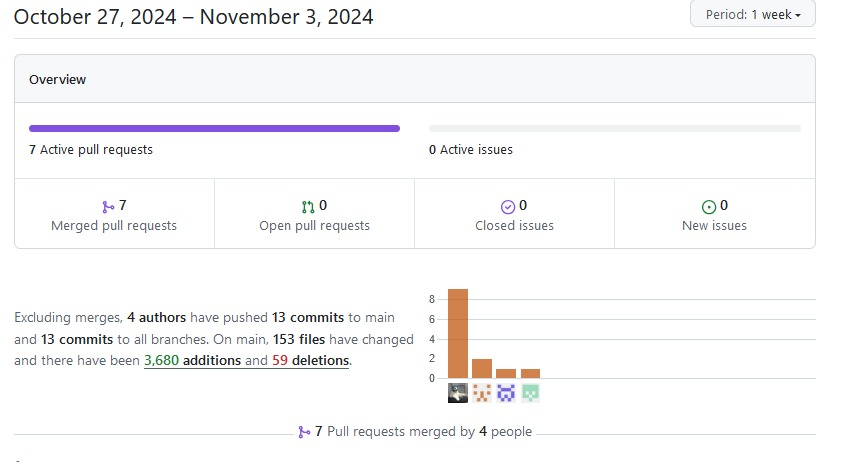 October 27, 2024 – November 3, 2024
Period: 1 week
Overview
7 Active pull requests
0 Active issues
7
Merged pull requests
0
Open pull requests
0
Closed issues
0
New issues
Excluding merges, 4 authors have pushed 13 commits to main
and 13 commits to all branches. On main, 153 files have changed
and there have been 3,680 additions and 59 deletions.
8
6
4
2
0
7 Pull requests merged by 4 people